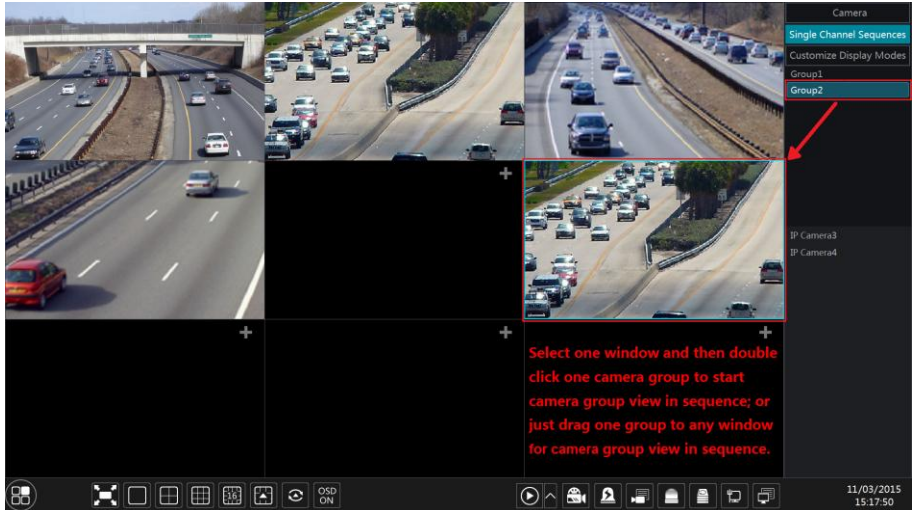 Camera
Single Channel Sequences
Customize Display Modes
Group1
Group2
IP Camera3
IP Camera4
Select one window and then double
click one camera group to start
camera group view in sequence; or
just drag one group to any window
for camera group view in sequence.
16
OSD
ON
11/03/2015
15:17:50